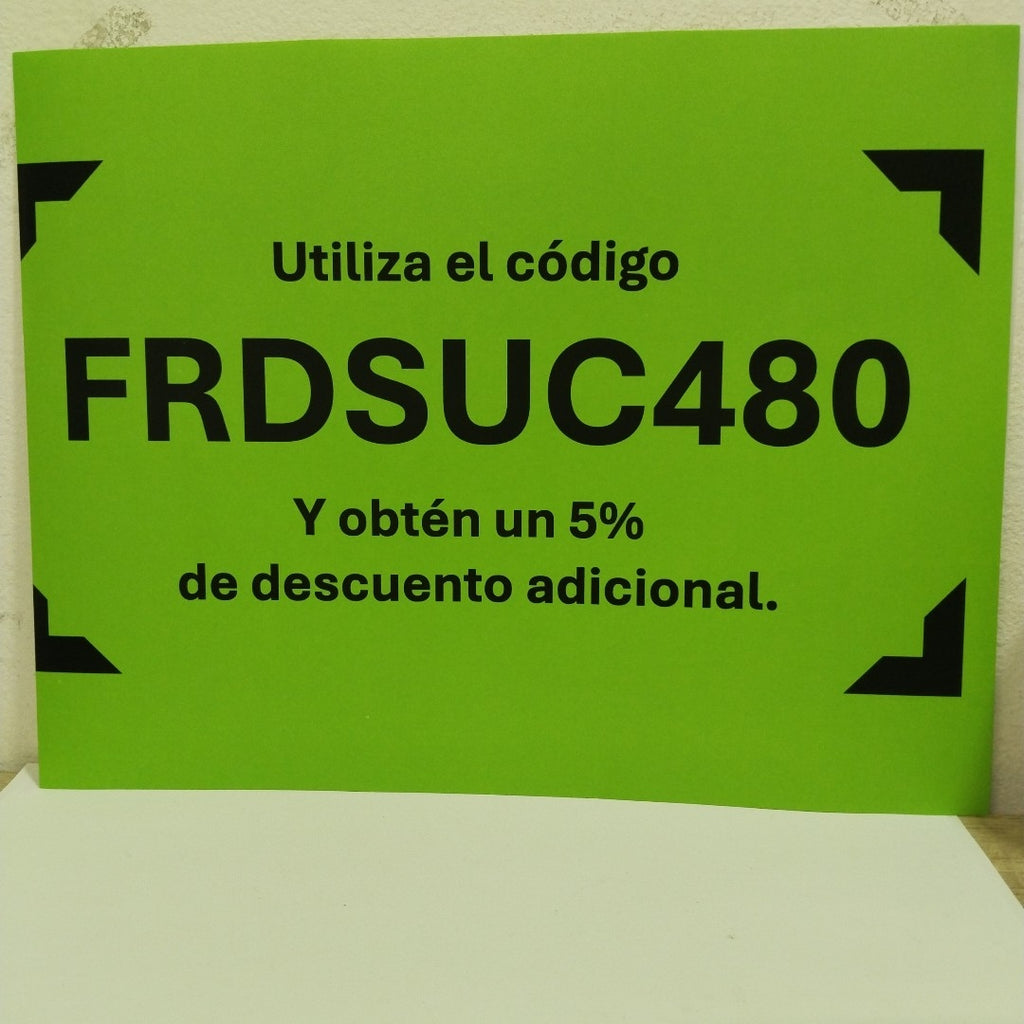 Utiliza el código
FRDSUC480
Y obtén un 5%
de descuento adicional.